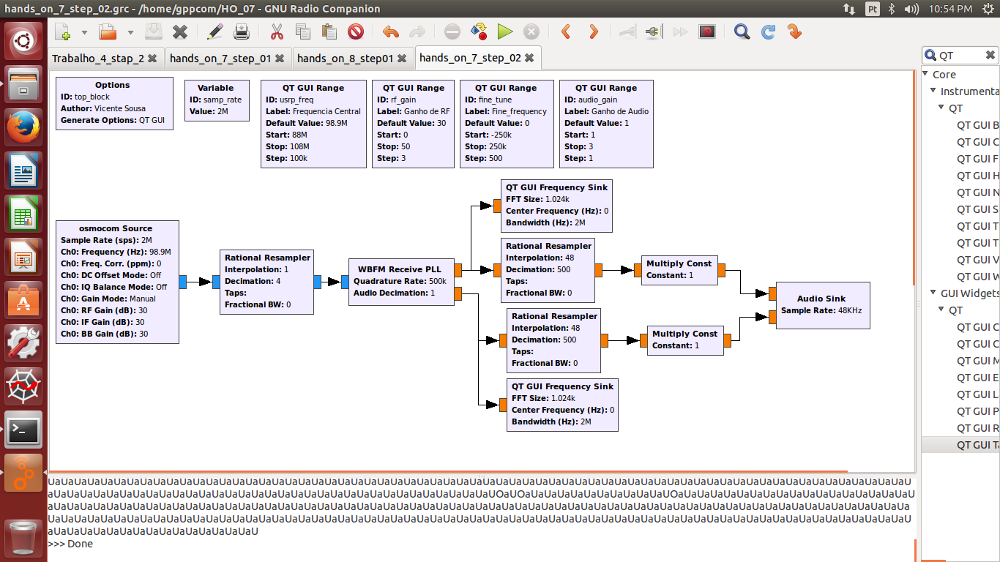 hands_on_7_step_02.grc - /home/gppcom/HO_07 - GNU Radio Companion
Pt
10:54 PM
Trabalho_4_stap_2
hands_on_7_step_01
hands_on_8_step01
hands_on_7_step_02
QT
Options
ID: top_block
Author: Vicente Sousa
Generate Options: QT GUI
Variable
ID: samp_rate
Value: 2M
QT GUI Range
ID: usrp_freq
Label: Frequencia Central
Default Value: 98.9M
Start: 88M
Stop: 108M
Step: 100k
QT GUI Range
ID: rf_gain
Label: Ganho de RF
Default Value: 30
Start: 0
Stop: 50
Step: 3
QT GUI Range
ID: fine_tune
Label: Fine_frequency
Default Value: 0
Start: -250k
Stop: 250k
Step: 500
QT GUI Range
ID: audio_gain
Label: Ganho de Audio
Default Value: 1
Start: 1
Stop: 3
Step: 1
osmocom Source
Sample Rate (sps): 2M
Ch0: Frequency (Hz): 98.9M
Ch0: Freq. Corr. (ppm): 0
Ch0: DC Offset Mode: Off
Ch0: IQ Balance Mode: Off
Ch0: Gain Mode: Manual
Ch0: RF Gain (dB): 30
Ch0: IF Gain (dB): 30
Ch0: BB Gain (dB): 30
Rational Resampler
Interpolation: 1
Decimation: 4
Taps:
Fractional BW: 0
WBFM Receive PLL
Quadrature Rate: 500k
Audio Decimation: 1
QT GUI Frequency Sink
FFT Size: 1.024k
Center Frequency (Hz): 0
Bandwidth (Hz): 2M
Rational Resampler
Interpolation: 48
Decimation: 500
Taps:
Fractional BW: 0
Multiply Const
Constant: 1
Rational Resampler
Interpolation: 48
Decimation: 500
Taps:
Fractional BW: 0
Multiply Const
Constant: 1
Audio Sink
Sample Rate: 48KHz
QT GUI Frequency Sink
FFT Size: 1.024k
Center Frequency (Hz): 0
Bandwidth (Hz): 2M
Core
Instrumenta
QT
QT GUI B
QT GUI C
QT GUI F
QT GUI H
QT GUI N
QT GUI S
QT GUI T
QT GUI T
QT GUI V
QT GUI W
GUI Widgets
QT
QT GUI C
QT GUI C
QT GUI M
QT GUI E
QT GUI L
QT GUI P
QT GUI R
QT GUI Ta
>>> Done